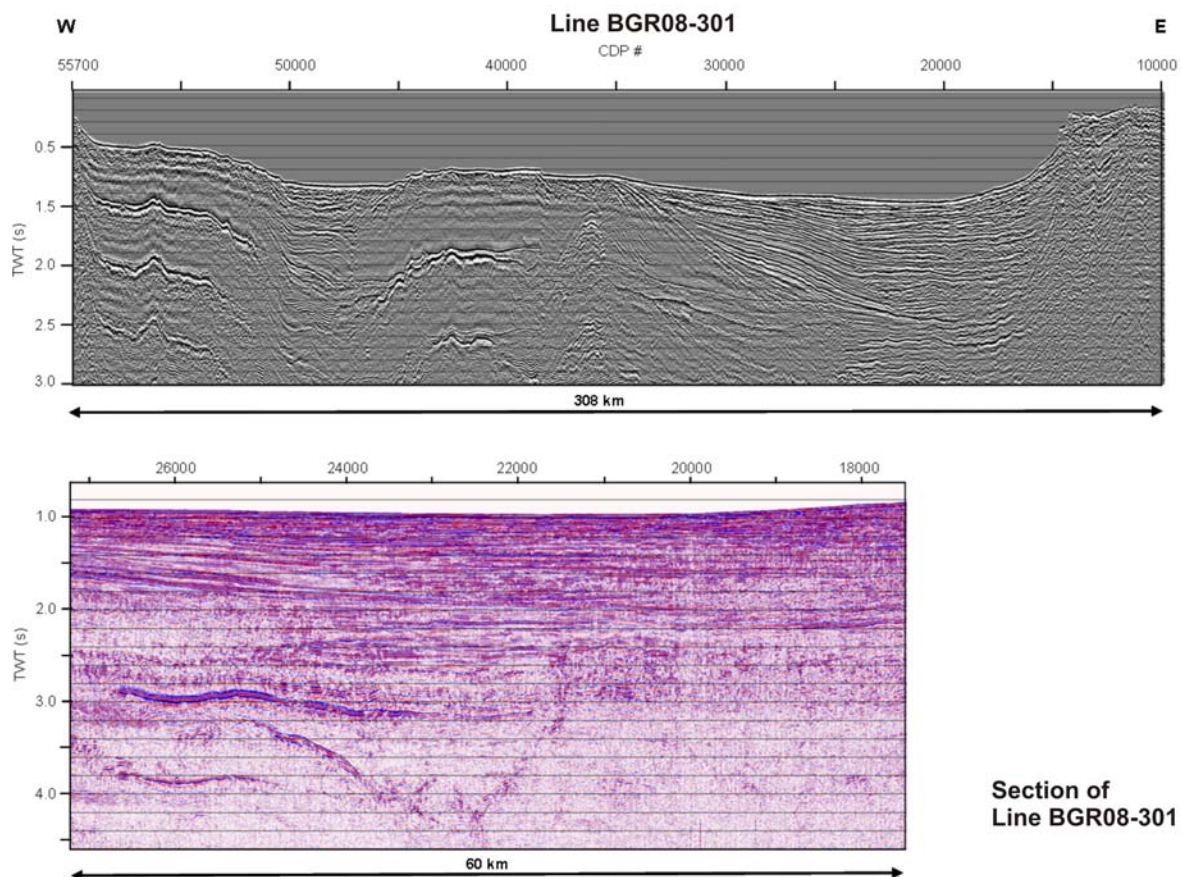 Line BGR08-301
W
E
CDP #
55700 50000 40000 30000 20000 10000
0.5
1.0
1.5
2.0
2.5
3.0
TWT (s)
308 km
26000 24000 22000 20000 18000
1.0
2.0
3.0
4.0
TWT (s)
60 km
Section of
Line BGR08-301